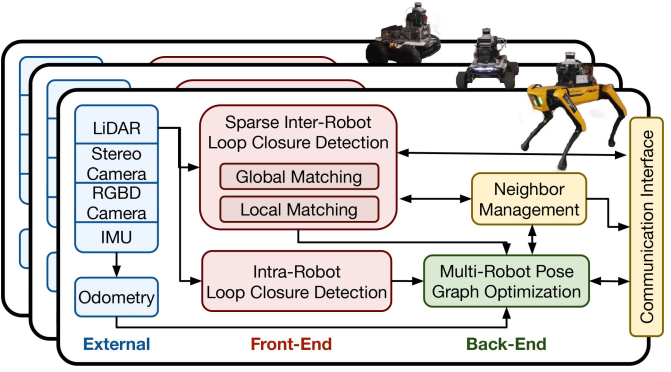 LiDAR
Stereo
Camera
RGBD
Camera
IMU
Odometry
External
Sparse Inter-Robot
Loop Closure Detection
Global Matching
Local Matching
Intra-Robot
Loop Closure Detection
Front-End
Neighbor
Management
Multi-Robot Pose
Graph Optimization
Back-End
Communication Interface